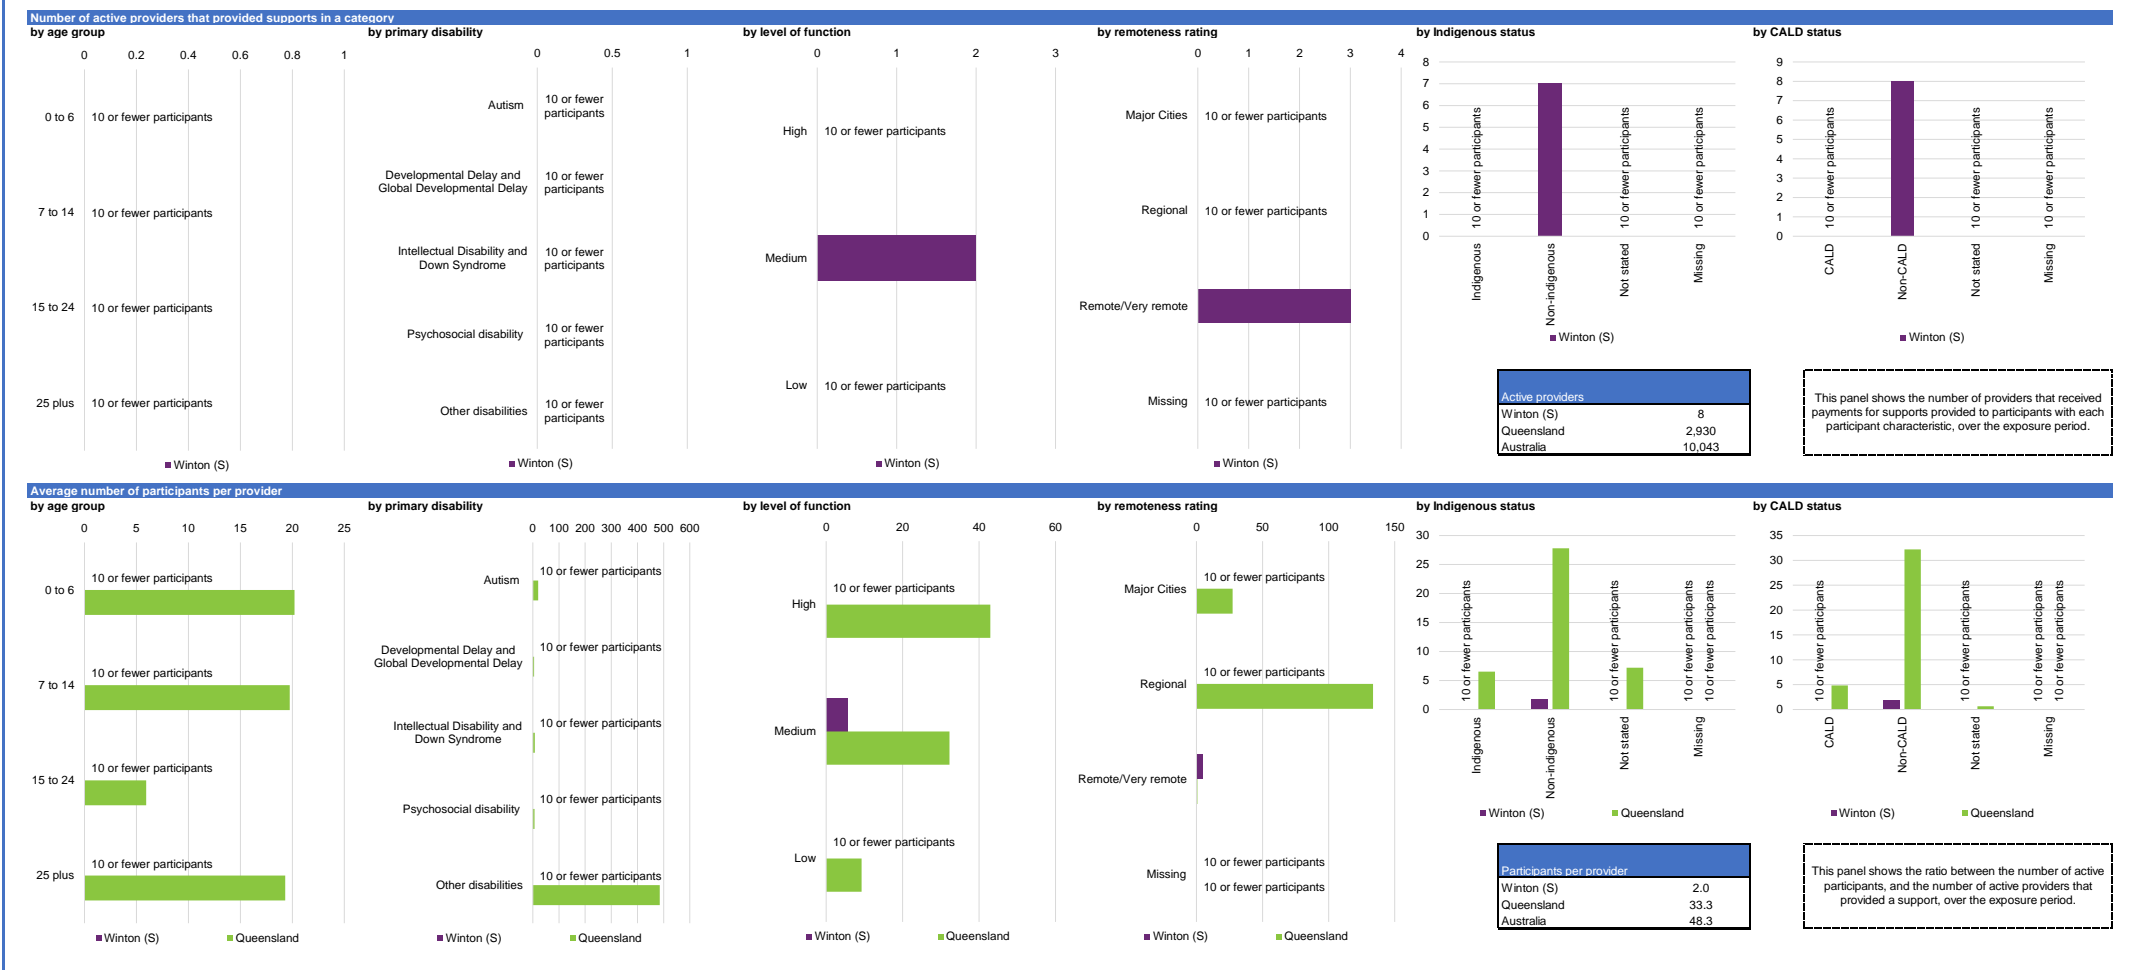 Number of active providers that provided supports in a category
by age group
0 0.2 0.4 0.6 0.8 1
0 to 6 10 or fewer participants
7 to 14 10 or fewer participants
15 to 24 10 or fewer participants
25 plus 10 or fewer participants
Winton (S)
by primary disability
0 0.5 1
Autism
10 or fewer
participants
Developmental Delay and
Global Developmental Delay
10 or fewer
participants
Intellectual Disability and
Down Syndrome
10 or fewer
participants
Psychosocial disability
10 or fewer
participants
Other disabilities
10 or fewer
participants
Winton (S)
by level of function
0 1 2 3
High 10 or fewer participants
Medium
Low 10 or fewer participants
Winton (S)
by remoteness rating
0 1 2 3 4
Major Cities 10 or fewer participants
Regional 10 or fewer participants
Remote/Very remote
Missing 10 or fewer participants
Winton (S)
by Indigenous status
8
7
6
5
4
3
2
1
0
10 or fewer participants
10 or fewer participants
10 or fewer participants
Indigenous
Non-indigenous
Not stated
Missing
Winton (S)
by CALD status
9
8
7
6
5
4
3
2
1
0
10 or fewer participants
10 or fewer participants
10 or fewer participants
CALD
Non-CALD
Not stated
Missing
Winton (S)
Active providers
Winton (S) 8
Queensland 2,930
Australia 10,043
This panel shows the number of providers that received
payments for supports provided to participants with each
participant characteristic, over the exposure period.
Average number of participants per provider
by age group
0 5 10 15 20 25
10 or fewer participants
0 to 6
10 or fewer participants
7 to 14
10 or fewer participants
15 to 24
10 or fewer participants
25 plus
Winton (S) Queensland
by primary disability
0 100 200 300 400 500 600
10 or fewer participants
Autism
10 or fewer participants
Developmental Delay and
Global Developmental Delay
10 or fewer participants
Intellectual Disability and
Down Syndrome
10 or fewer participants
Psychosocial disability
10 or fewer participants
Other disabilities
Winton (S) Queensland
by level of function
0 20 40 60
10 or fewer participants
High
Medium
10 or fewer participants
Low
Winton (S) Queensland
by remoteness rating
0 50 100 150
10 or fewer participants
Major Cities
10 or fewer participants
Regional
Remote/Very remote
10 or fewer participants
Missing
10 or fewer participants
Winton (S) Queensland
by Indigenous status
30
25
20
15
10
5
0
10 or fewer participants
10 or fewer participants
10 or fewer participants
10 or fewer participants
Indigenous
Non-indigenous
Not stated
Missing
Winton (S) Queensland
by CALD status
35
30
25
20
15
10
5
0
10 or fewer participants
10 or fewer participants
10 or fewer participants
10 or fewer participants
CALD
Non-CALD
Not stated
Missing
Winton (S) Queensland
Participants per provider
Winton (S) 2.0
Queensland 33.3
Australia 48.3
This panel shows the ratio between the number of active
participants, and the number of active providers that
provided a support, over the exposure period.